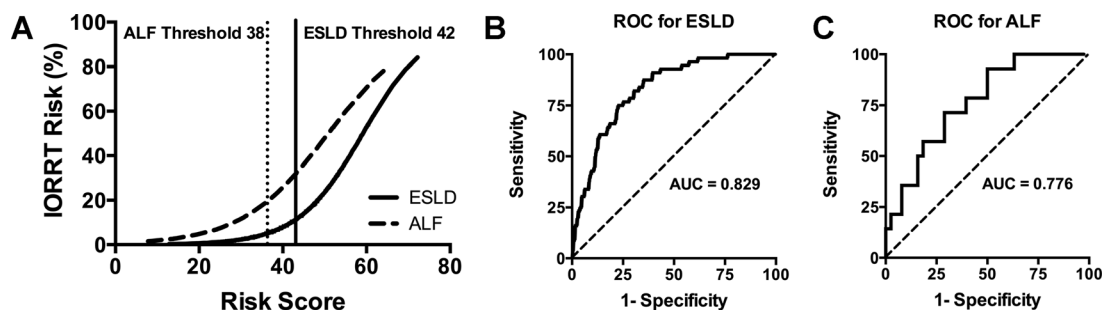 A
ALF Threshold 38
ESLD Threshold 42
IORRT Risk (%)
100
80
60
40
20
0
0 20 40 60 80
Risk Score
ESLD
ALF
B
ROC for ESLD
Sensitivity
100
75
50
25
0
0 25 50 75 100
1- Specificity
AUC = 0.829
C
ROC for ALF
Sensitivity
100
75
50
25
0
0 25 50 75 100
1- Specificity
AUC = 0.776